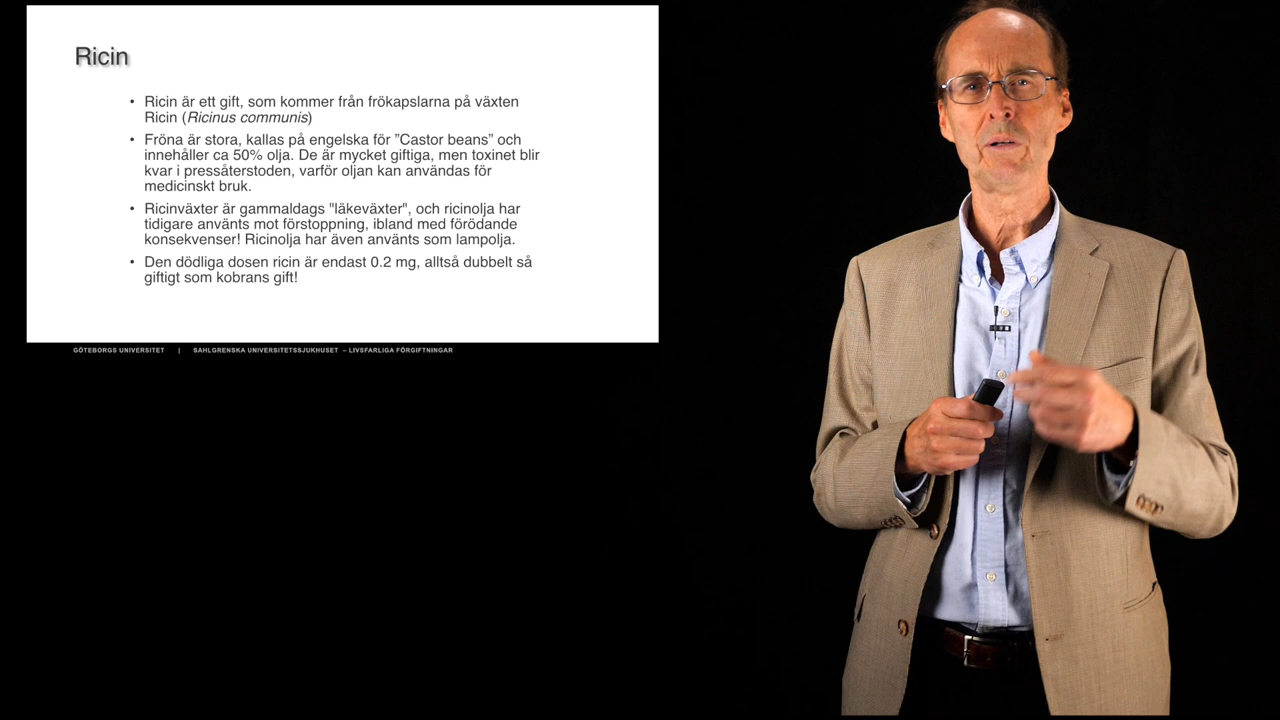 Ricin
• Ricin är ett gift, som kommer från frökapslarna på växten
Ricin (Ricinus communis)
• Fröna är stora, kallas på engelska för ”Castor beans” och
innehåller ca 50% olja. De är mycket giftiga, men toxinet blir
kvar i pressåterstoden, varför oljan kan användas för
medicinskt bruk.
• Ricinväxter är gammaldags "läkeväxter", och ricinolja har
tidigare använts mot förstoppning, ibland med förödande
konsekvenser! Ricinolja har även använts som lampolja.
• Den dödliga dosen ricin är endast 0.2 mg, alltså dubbelt så
giftigt som kobrans gift!
GÖTEBORGS UNIVERSITET | SAHLGRENSKA UNIVERSITETSSJUKHUSET – LIVSFARLIGA FÖRGIFTNINGAR